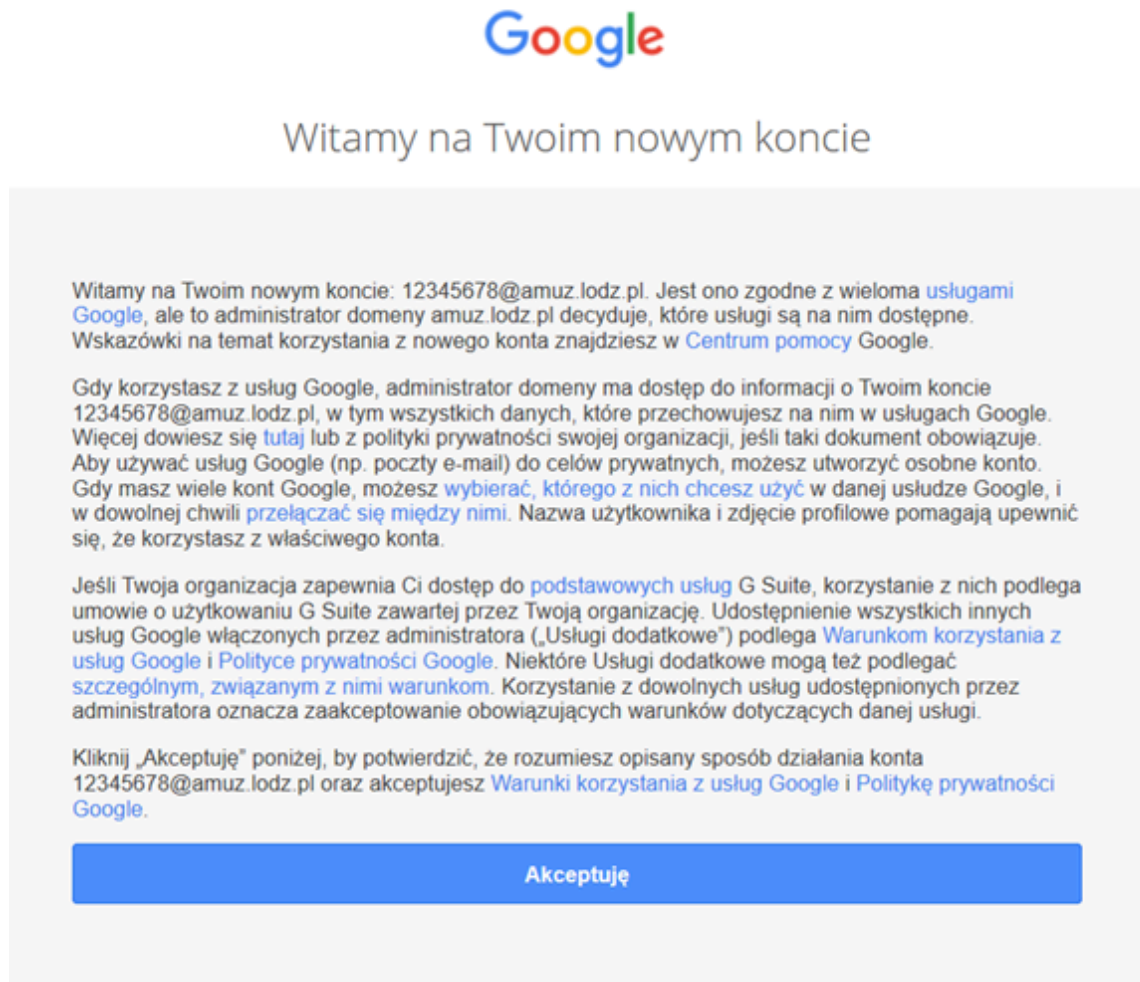 Google
Witamy na Twoim nowym koncie
Witamy na Twoim nowym koncie: 12345678@amuz.lodz.pl. Jest ono zgodne z wieloma usługami
Google, ale to administrator domeny amuz.lodz.pl decyduje, które usługi są na nim dostępne.
Wskazówki na temat korzystania z nowego konta znajdziesz w Centrum pomocy Google.
Gdy korzystasz z usług Google, administrator domeny ma dostęp do informacji o Twoim koncie
12345678@amuz.lodz.pl, w tym wszystkich danych, które przechowujesz na nim w usługach Google.
Więcej dowiesz się tutaj lub z polityki prywatności swojej organizacji, jeśli taki dokument obowiązuje.
Aby używać usług Google (np. poczty e-mail) do celów prywatnych, możesz utworzyć osobne konto.
Gdy masz wiele kont Google, możesz wybierać, którego z nich chcesz użyć w danej usłudze Google, i
w dowolnej chwili przełączać się między nimi. Nazwa użytkownika i zdjęcie profilowe pomagają upewnić
się, że korzystasz z właściwego konta.
Jeśli Twoja organizacja zapewnia Ci dostęp do podstawowych usług G Suite, korzystanie z nich podlega
umowie o użytkowaniu G Suite zawartej przez Twoją organizację. Udostępnienie wszystkich innych
usług Google włączonych przez administratora („Usługi dodatkowe”) podlega Warunkom korzystania z
usług Google i Polityce prywatności Google. Niektóre Usługi dodatkowe mogą też podlegać
szczególnym, związanym z nimi warunkom. Korzystanie z dowolnych usług udostępnionych przez
administratora oznacza zaakceptowanie obowiązujących warunków dotyczących danej usługi.
Kliknij „Akceptuję” poniżej, by potwierdzić, że rozumiesz opisany sposób działania konta
12345678@amuz.lodz.pl oraz akceptujesz Warunki korzystania z usług Google i Politykę prywatności
Google.
Akceptuję